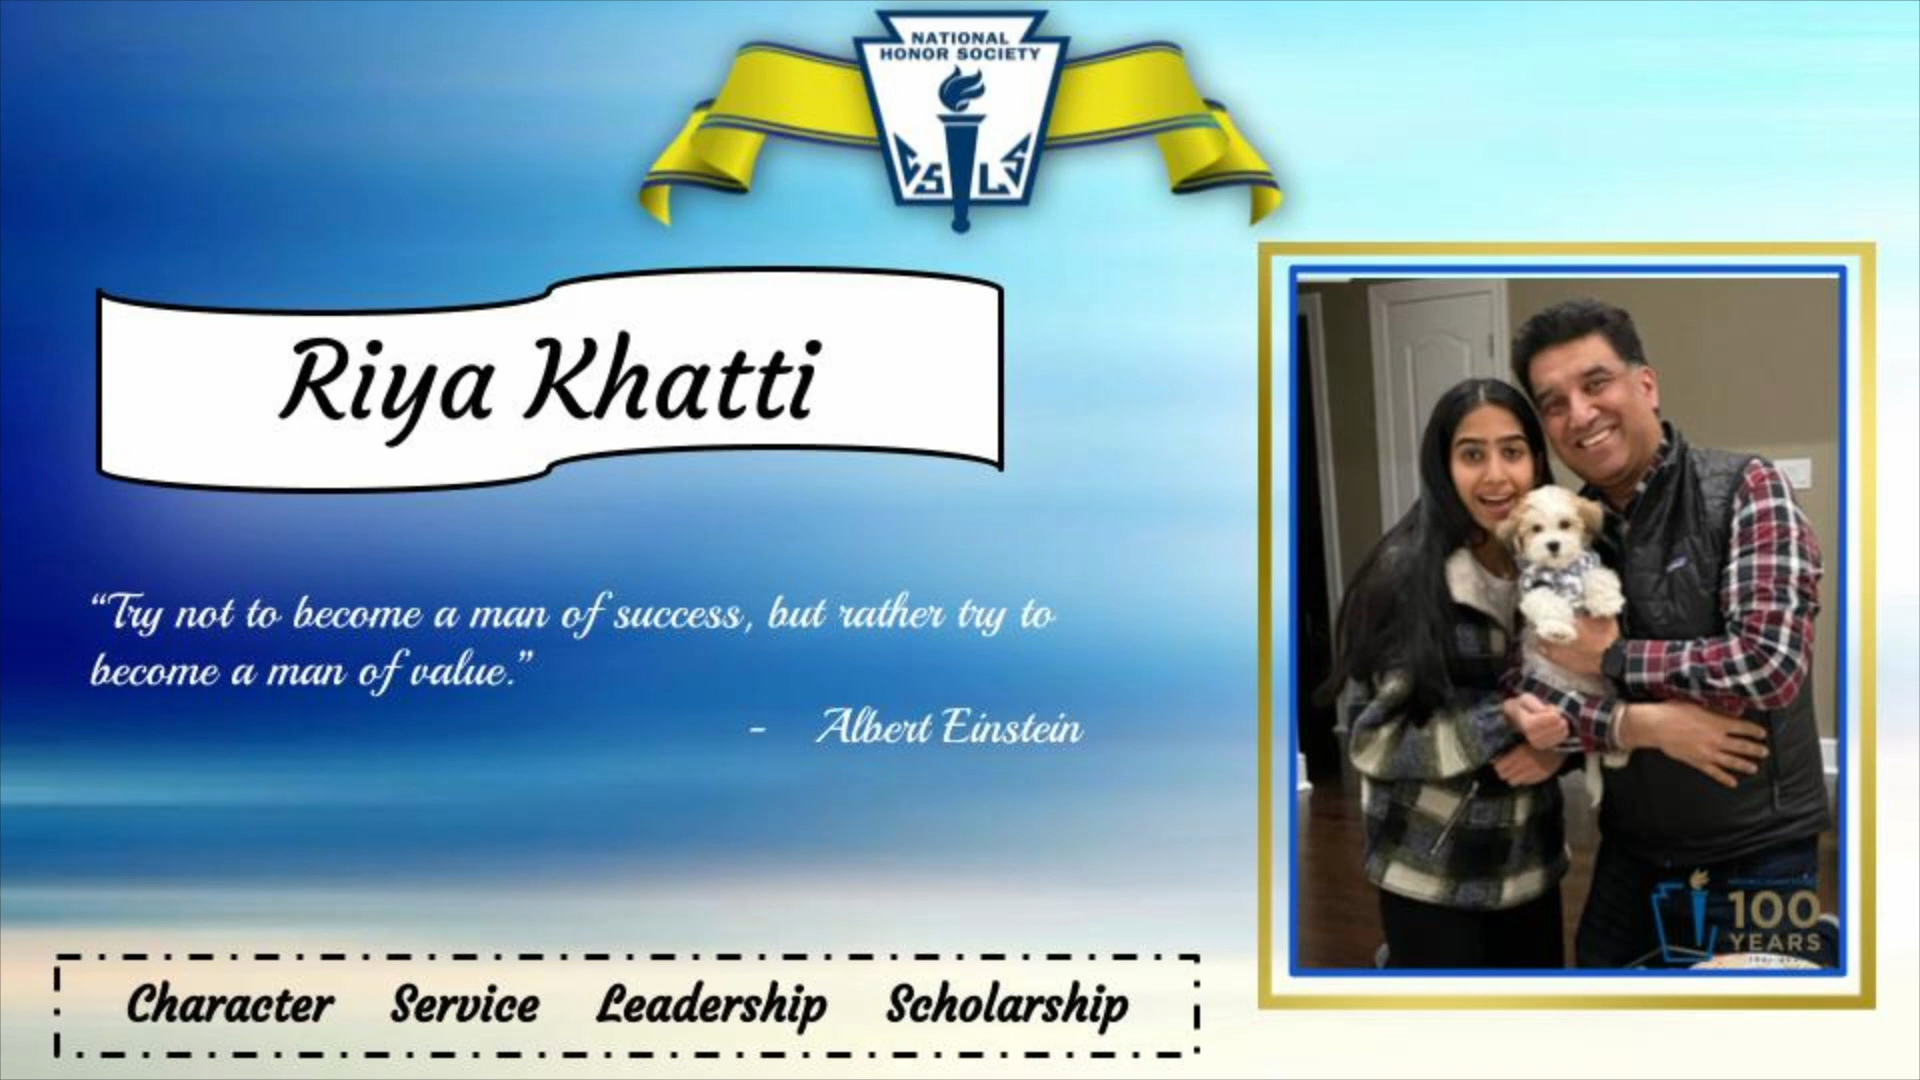 NATIONAL
HONOR SOCIETY
C S L S
Riya Khatti
“Try not to become a man of success, but rather try to
become a man of value.”
- Albert Einstein
100
YEARS
Character Service Leadership Scholarship